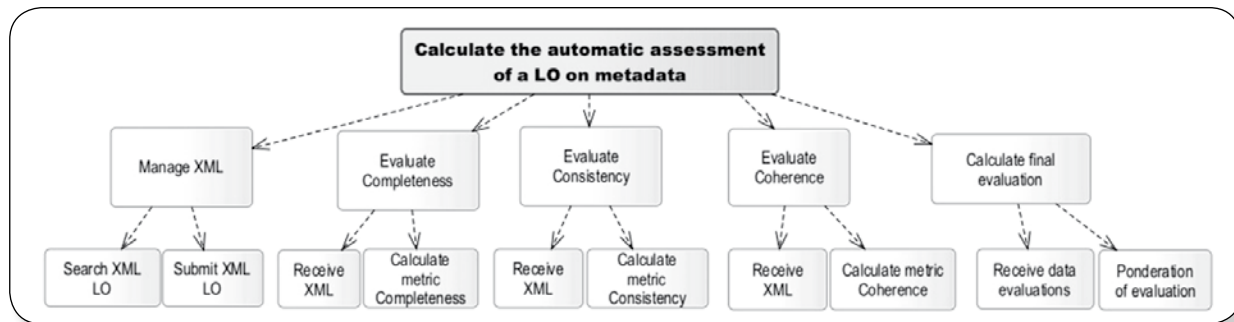 Calculate the automatic assessment
of a LO on metadata
Manage XML
Evaluate
Completeness
Evaluate
Consistency
Evaluate
Coherence
Calculate final
evaluation
Search XML
LO
Submit XML
LO
Receive
XML
Calculate
metric
Completeness
Receive
XML
Calculate
metric
Consistency
Receive
XML
Calculate metric
Coherence
Receive data
evaluations
Ponderation
of evaluation